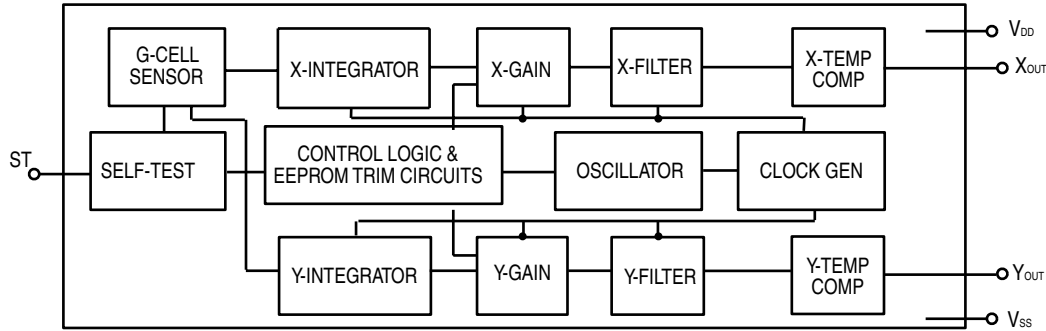 G-CELL
SENSOR
X-INTEGRATOR
X-GAIN
X-FILTER
X-TEMP
COMP
VDD
XOUT
ST
SELF-TEST
CONTROL LOGIC &
EEPROM TRIM CIRCUITS
OSCILLATOR
CLOCK GEN
Y-INTEGRATOR
Y-GAIN
Y-FILTER
Y-TEMP
COMP
YOUT
VSS